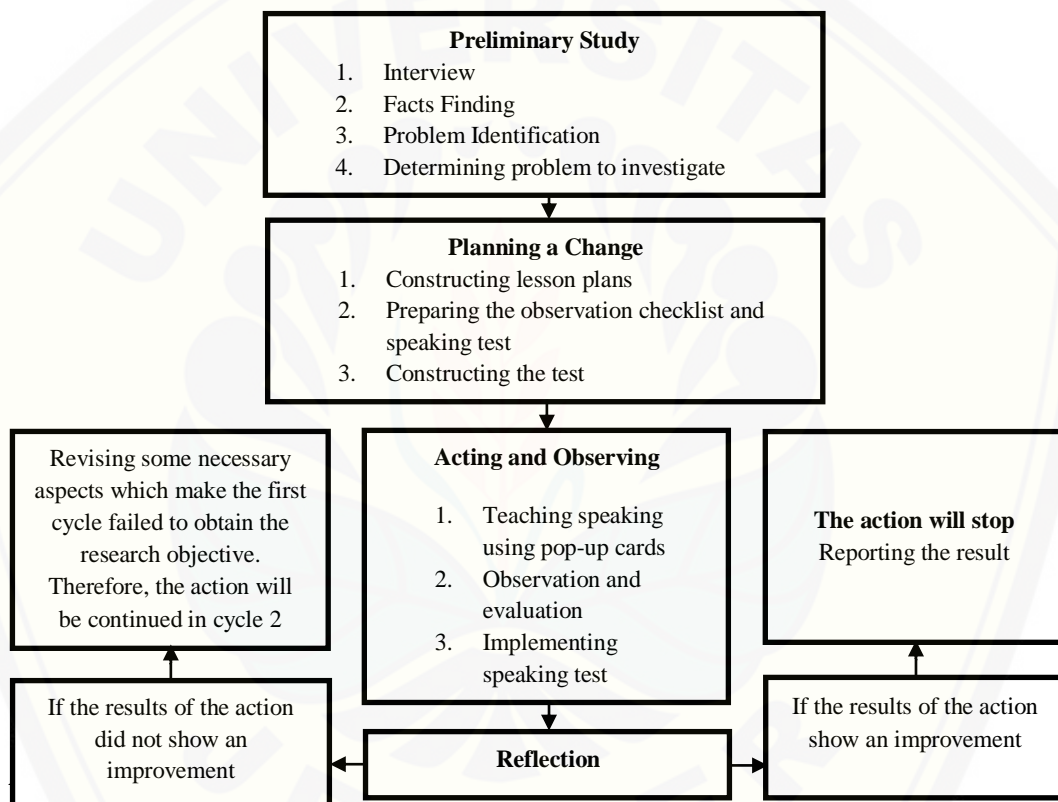 UNIVERSITAS
Preliminary Study
1. Interview
2. Facts Finding
3. Problem Identification
4. Determining problem to investigate
Planning a Change
1. Constructing lesson plans
2. Preparing the observation checklist and
speaking test
3. Constructing the test
Revising some necessary
aspects which make the first
cycle failed to obtain the
research objective.
Therefore, the action will
be continued in cycle 2
Acting and Observing
1. Teaching speaking
using pop-up cards
2. Observation and
evaluation
3. Implementing
speaking test
The action will stop
Reporting the result
If the results of the action
did not show an
improvement
Reflection
If the results of the action
show an improvement